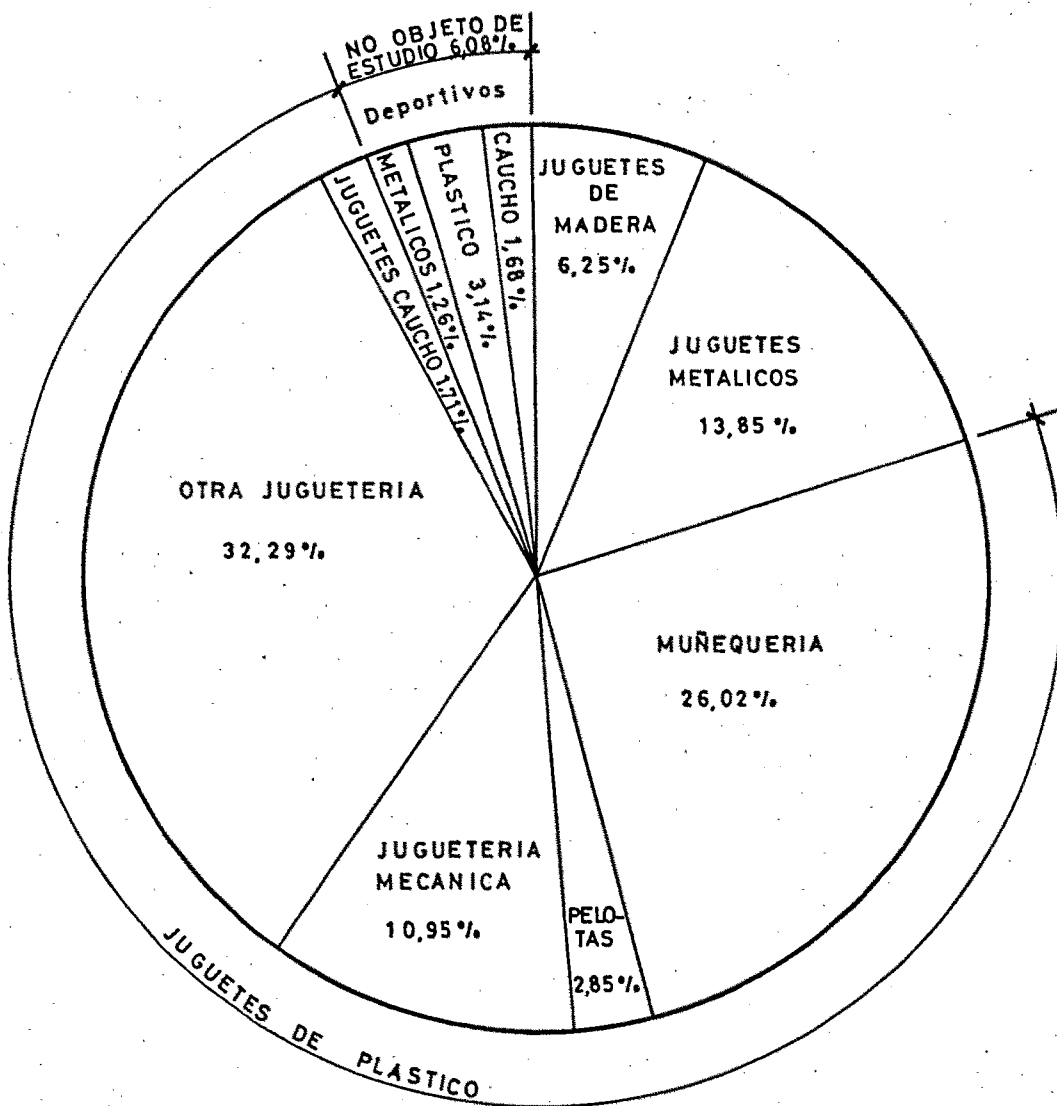 NO OBJETO DE
ESTUDIO 6,08%
Deportivos
CAUCHO 1,68%
PLASTICO 3,14%
METALICOS 1,26%
JUGUETES CAUCHO 1,71%
JUGUETES
DE
MADERA
6,25%
JUGUETES
METALICOS
13,85 %
OTRA JUGUETERIA
32,29%
MUÑEQUERIA
26,02%
JUGUETERIA
MECANICA
10,95%
PELO-
TAS
2,85%
JUGUETES DE PLASTICO